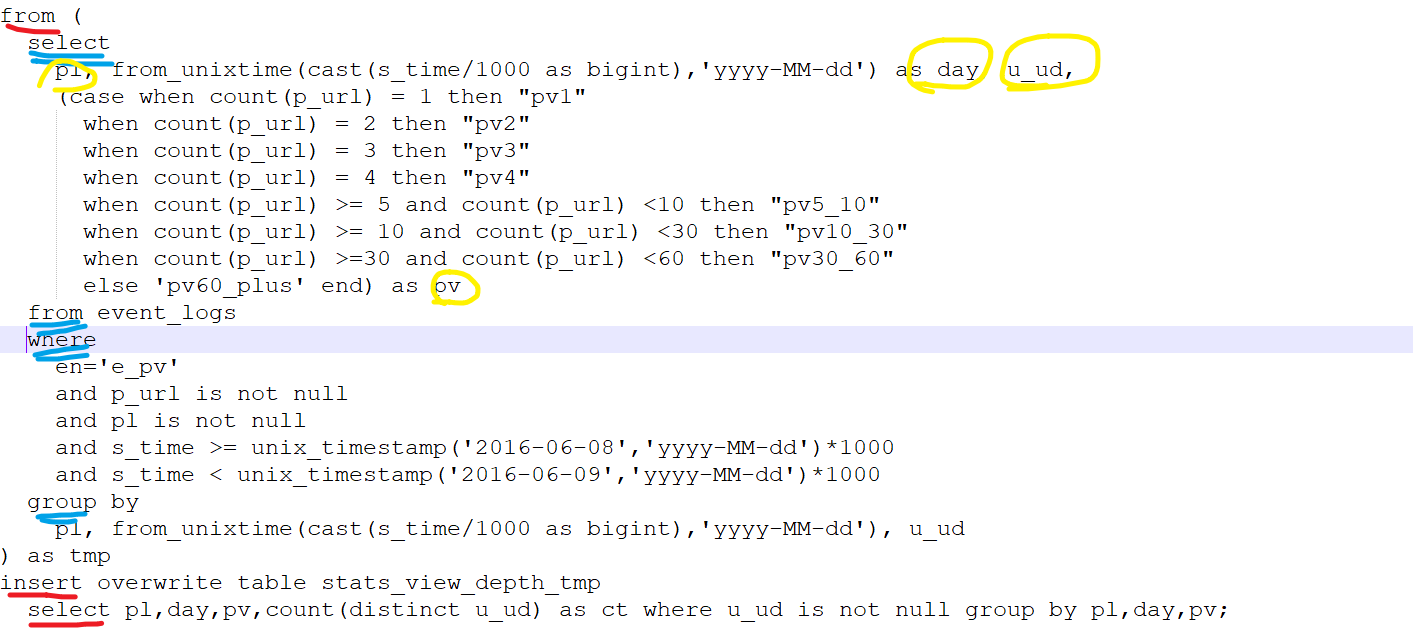 from (
select
pl, from_unixtime(cast(s_time/1000 as bigint),'yyyy-MM-dd') as day, u_ud,
(case when count(p_url) = 1 then "pv1"
when count(p_url) = 2 then "pv2"
when count(p_url) = 3 then "pv3"
when count(p_url) = 4 then "pv4"
when count(p_url) >= 5 and count(p_url) <10 then "pv5_10"
when count(p_url) >= 10 and count(p_url) <30 then "pv10_30"
when count(p_url) >=30 and count(p_url) <60 then "pv30_60"
else 'pv60_plus' end) as pv
from event_logs
where
en='e_pv'
and p_url is not null
and pl is not null
and s_time >= unix_timestamp('2016-06-08','yyyy-MM-dd')*1000
and s_time < unix_timestamp('2016-06-09','yyyy-MM-dd')*1000
group by
pl, from_unixtime(cast(s_time/1000 as bigint),'yyyy-MM-dd'), u_ud
) as tmp
insert overwrite table stats_view_depth_tmp
select pl,day,pv,count(distinct u_ud) as ct where u_ud is not null group by pl,day,pv;